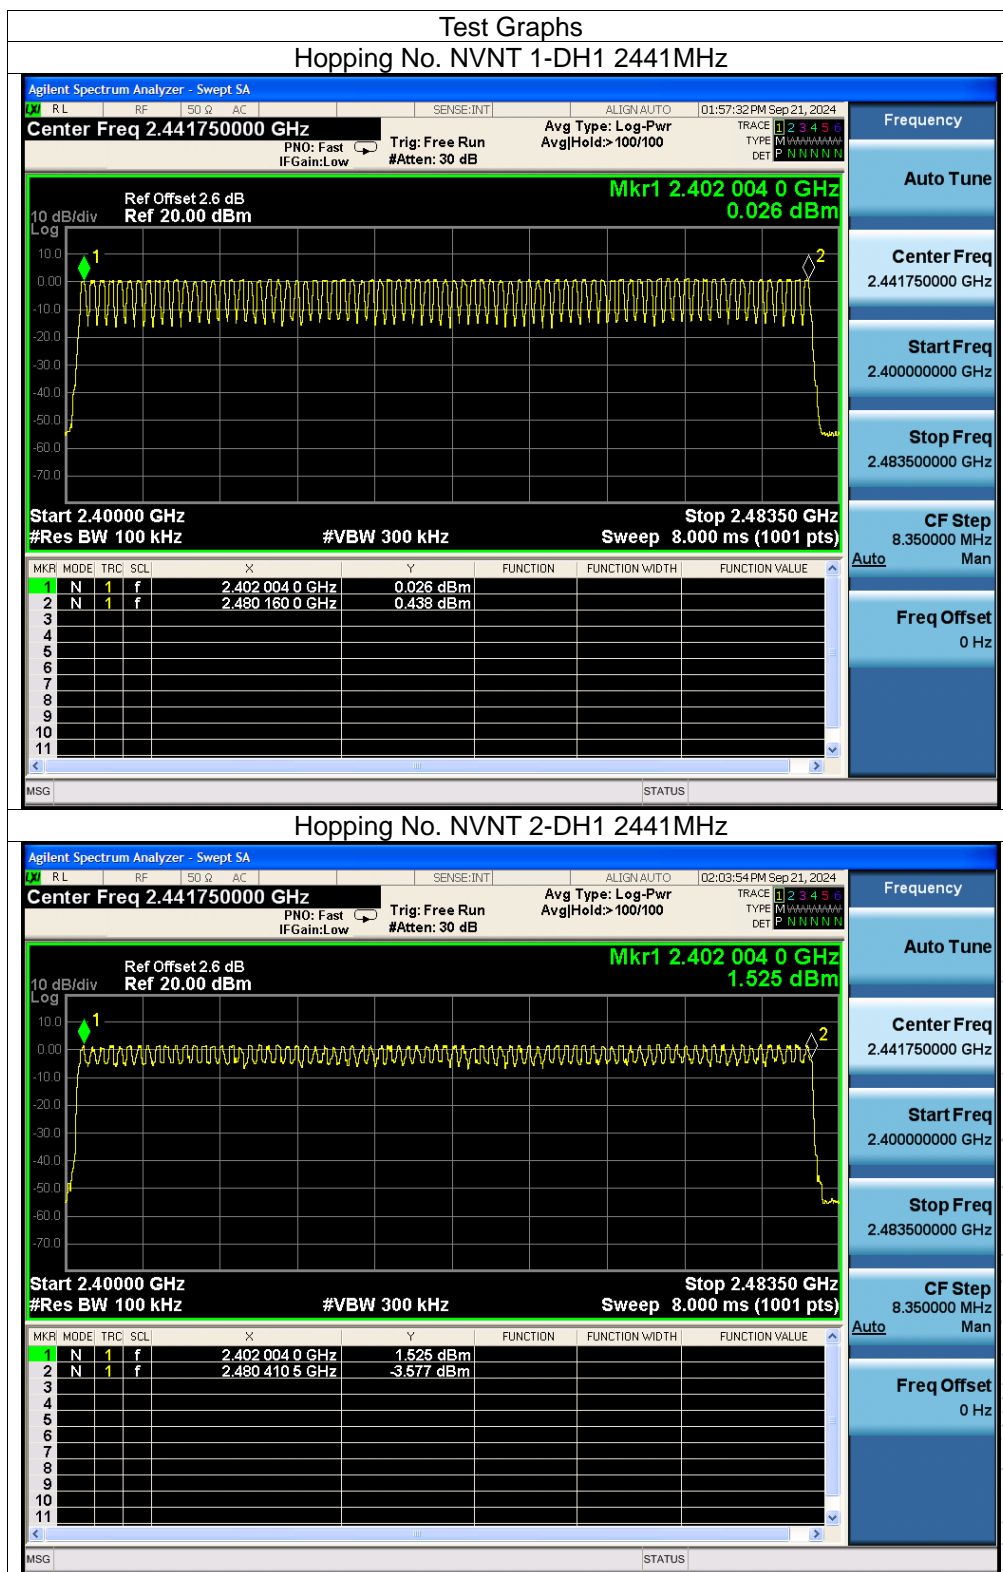 Test Graphs
Hopping No. NVNT 1-DH1 2441MHz
Agilent Spectrum Analyzer - Swept SA
LXI RL RF 50 Ω AC SENSE:INT ALIGN AUTO 01:57:32 PM Sep 21, 2024
Center Freq 2.441750000 GHz
PNO: Fast
IFGain:Low
Trig: Free Run
#Atten: 30 dB
Avg Type: Log-Pwr
Avg|Hold:>100/100
TRACE 1 2 3 4 5 6
TYPE M
DET P N N N N N
Frequency
Auto Tune
Center Freq
2.441750000 GHz
Start Freq
2.400000000 GHz
Stop Freq
2.483500000 GHz
CF Step
8.350000 MHz
Auto Man
Freq Offset
0 Hz
Mkr1 2.402 004 0 GHz
0.026 dBm
Ref Offset 2.6 dB
10 dB/div Ref 20.00 dBm
Log
10.0
0.00
-10.0
-20.0
-30.0
-40.0
-50.0
-60.0
-70.0
1
2
Start 2.40000 GHz Stop 2.48350 GHz
#Res BW 100 kHz #VBW 300 kHz Sweep 8.000 ms (1001 pts)
MKR MODE TRC SCL X Y FUNCTION FUNCTION WIDTH FUNCTION VALUE
1 N 1 f 2.402 004 0 GHz 0.026 dBm
2 N 1 f 2.480 160 0 GHz 0.438 dBm
3
4
5
6
7
8
9
10
11
MSG STATUS
Hopping No. NVNT 2-DH1 2441MHz
Agilent Spectrum Analyzer - Swept SA
LXI RL RF 50 Ω AC SENSE:INT ALIGN AUTO 02:03:54 PM Sep 21, 2024
Center Freq 2.441750000 GHz
PNO: Fast
IFGain:Low
Trig: Free Run
#Atten: 30 dB
Avg Type: Log-Pwr
Avg|Hold:>100/100
TRACE 1 2 3 4 5 6
TYPE M
DET P N N N N N
Frequency
Auto Tune
Center Freq
2.441750000 GHz
Start Freq
2.400000000 GHz
Stop Freq
2.483500000 GHz
CF Step
8.350000 MHz
Auto Man
Freq Offset
0 Hz
Mkr1 2.402 004 0 GHz
1.525 dBm
Ref Offset 2.6 dB
10 dB/div Ref 20.00 dBm
Log
10.0
0.00
-10.0
-20.0
-30.0
-40.0
-50.0
-60.0
-70.0
1
2
Start 2.40000 GHz Stop 2.48350 GHz
#Res BW 100 kHz #VBW 300 kHz Sweep 8.000 ms (1001 pts)
MKR MODE TRC SCL X Y FUNCTION FUNCTION WIDTH FUNCTION VALUE
1 N 1 f 2.402 004 0 GHz 1.525 dBm
2 N 1 f 2.480 410 5 GHz -3.577 dBm
3
4
5
6
7
8
9
10
11
MSG STATUS